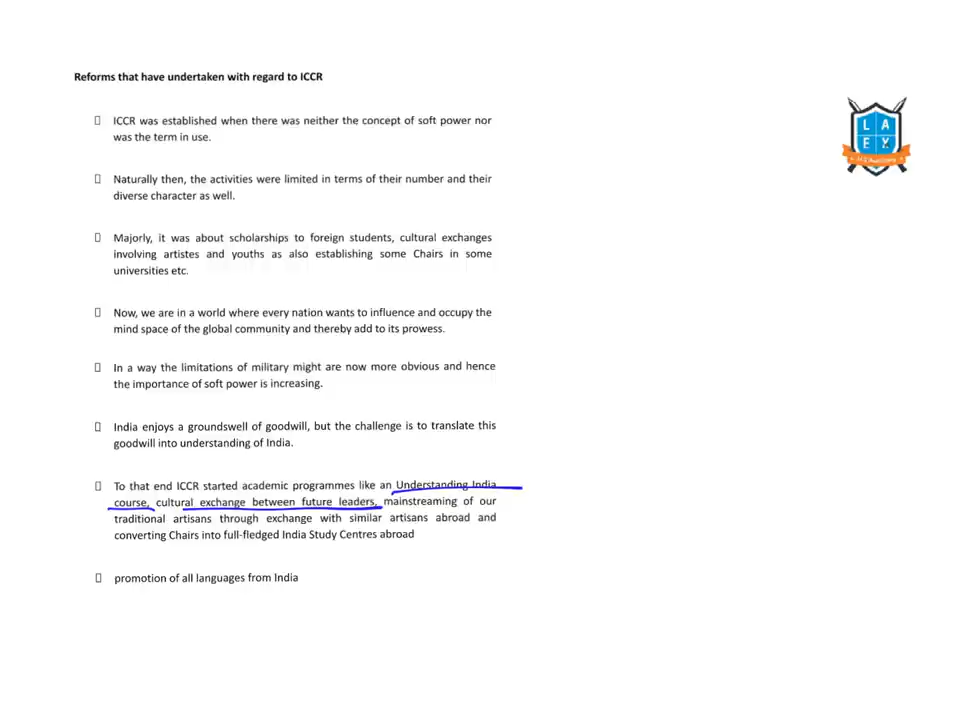 Reforms that have undertaken with regard to ICCR
ICCR was established when there was neither the concept of soft power nor
was the term in use.
Naturally then, the activities were limited in terms of their number and their
diverse character as well.
Majorly, it was about scholarships to foreign students, cultural exchanges
involving artistes and youths as also establishing some Chairs in some
universities etc.
Now, we are in a world where every nation wants to influence and occupy the
mind space of the global community and thereby add to its prowess.
In a way the limitations of military might are now more obvious and hence
the importance of soft power is increasing.
India enjoys a groundswell of goodwill, but the challenge is to translate this
goodwill into understanding of India.
To that end ICCR started academic programmes like an Understanding India
course, cultural exchange between future leaders, mainstreaming of our
traditional artisans through exchange with similar artisans abroad and
converting Chairs into full-fledged India Study Centres abroad
promotion of all languages from India
L A
E X